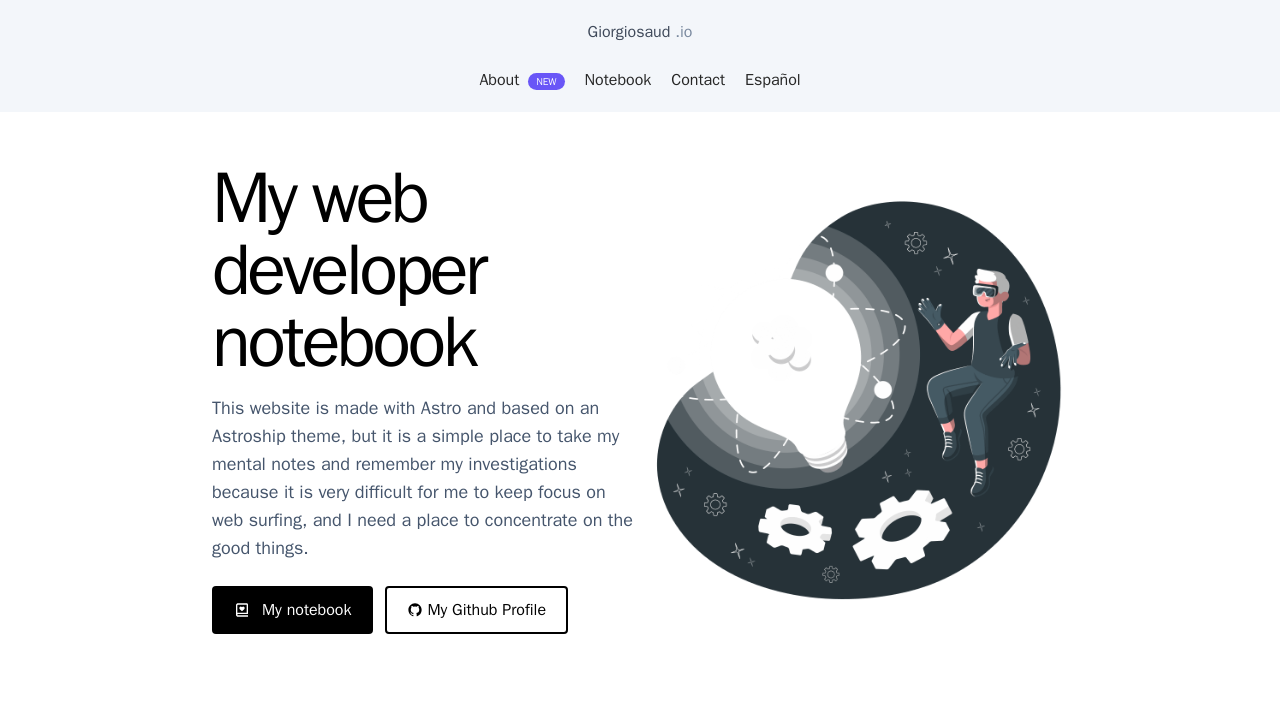 Giorgiosaud .io
About NEW Notebook Contact Español
My web
developer
notebook
This website is made with Astro and based on an
Astroship theme, but it is a simple place to take my
mental notes and remember my investigations
because it is very difficult for me to keep focus on
web surfing, and I need a place to concentrate on the
good things.
My notebook My Github Profile